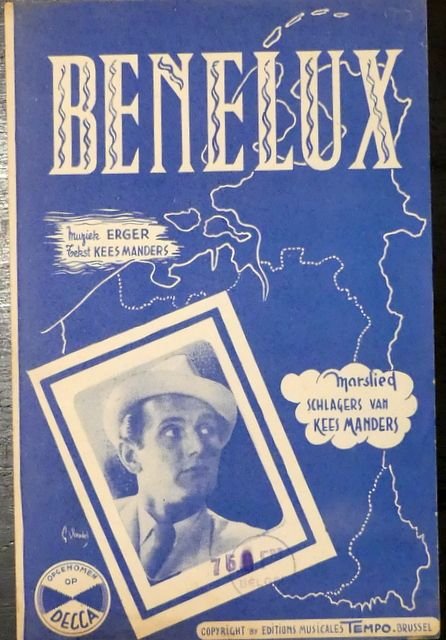 BENELUX
Muziek ERGER
Tekst KEES MANDERS
Marslied
SCHLAGERS VAN
KEES MANDERS
OPGENOMEN
OP
DECCA
COPYRIGHT BY EDITIONS MUSICALES TEMPO. BRUSSEL